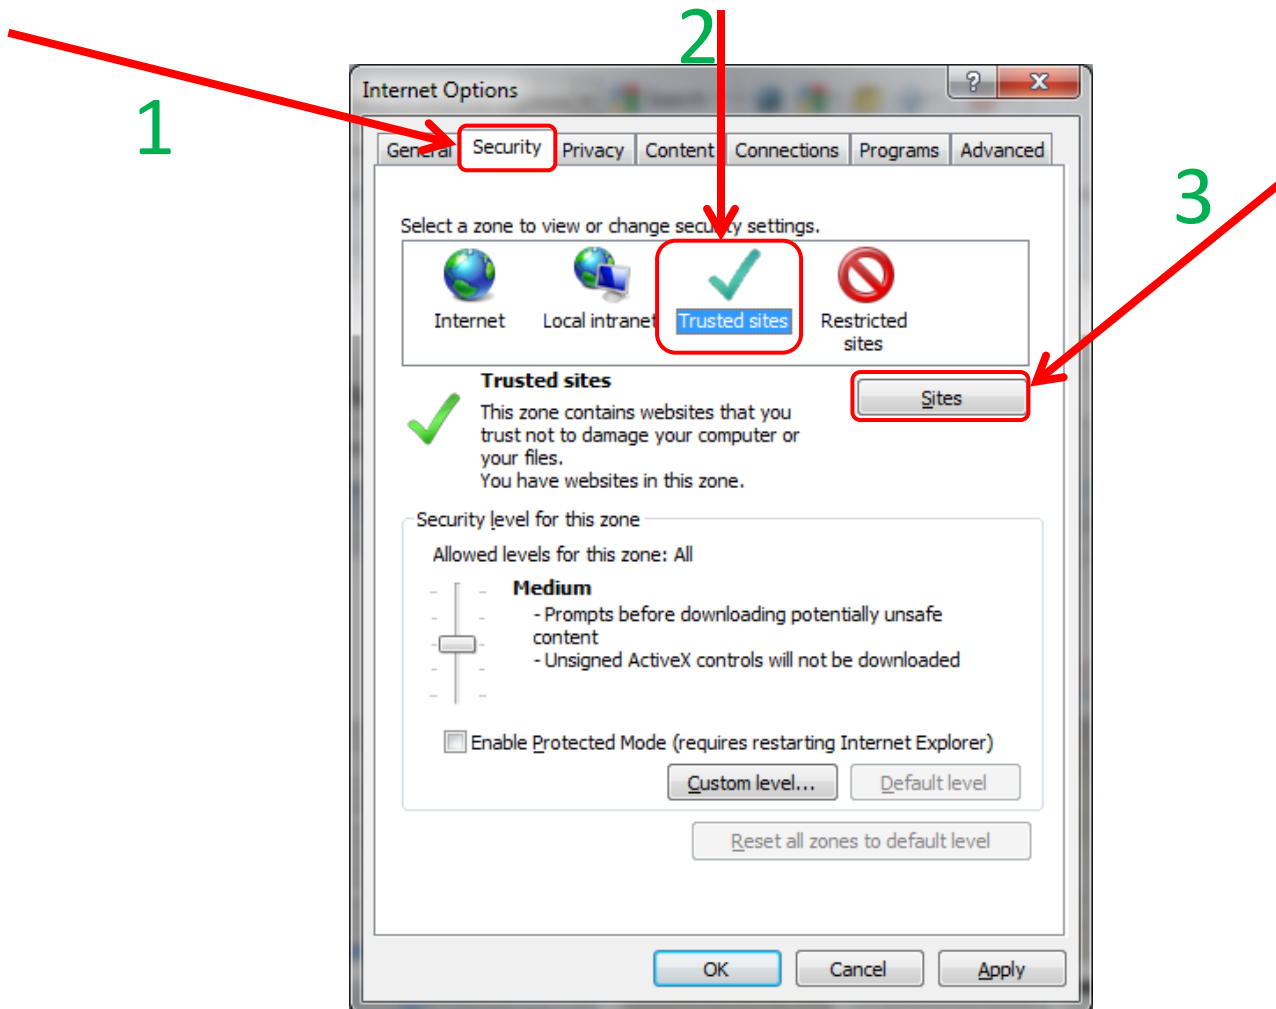 2
1
3
Internet Options
General Security Privacy Content Connections Programs Advanced
Select a zone to view or change security settings.
Internet Local intranet Trusted sites Restricted
sites
Trusted sites
Sites
This zone contains websites that you
trust not to damage your computer or
your files.
You have websites in this zone.
Security level for this zone
Allowed levels for this zone: All
Medium
- Prompts before downloading potentially unsafe
content
- Unsigned ActiveX controls will not be downloaded
Enable Protected Mode (requires restarting Internet Explorer)
Custom level... Default level
Reset all zones to default level
OK Cancel Apply